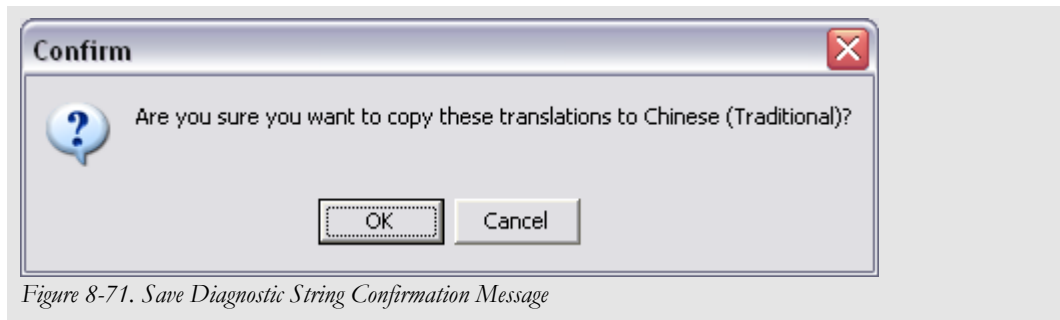 Confirm
Are you sure you want to copy these translations to Chinese (Traditional)?
OK Cancel
Figure 8-71. Save Diagnostic String Confirmation Message